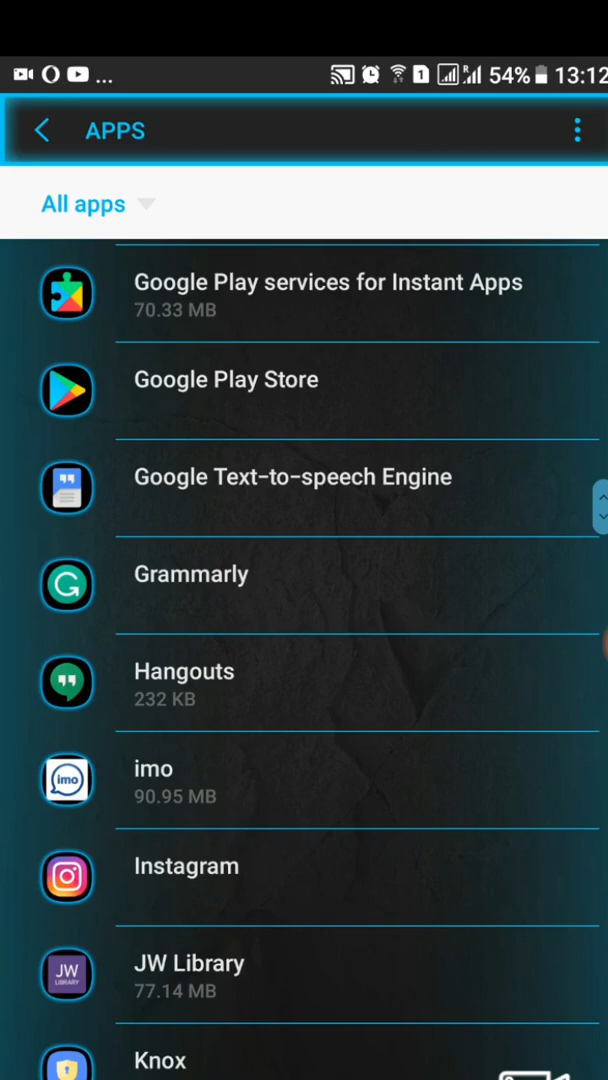 ... 1 R 54% 13:12
APPS
All apps
Google Play services for Instant Apps
70.33 MB
Google Play Store
Google Text-to-speech Engine
Grammarly
Hangouts
232 KB
imo
imo
90.95 MB
Instagram
JW Library
JW
LIBRARY
77.14 MB
Knox